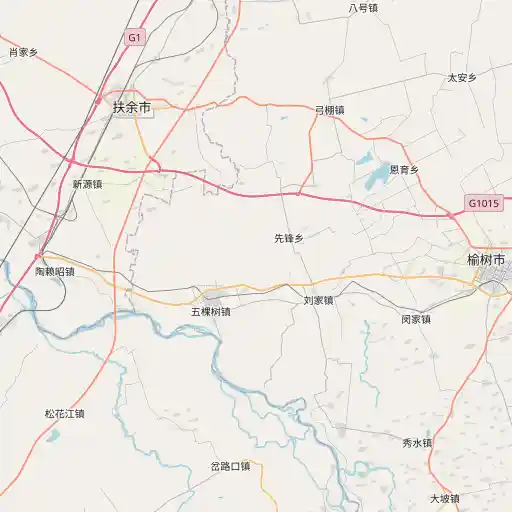 八号镇
G1
肖家乡
太安乡
扶余市
弓棚镇
恩育乡
新源镇
G1015
先锋乡
榆树市
陶赖昭镇
刘家镇
五棵树镇
闵家镇
松花江镇
秀水镇
岔路口镇
大坡镇